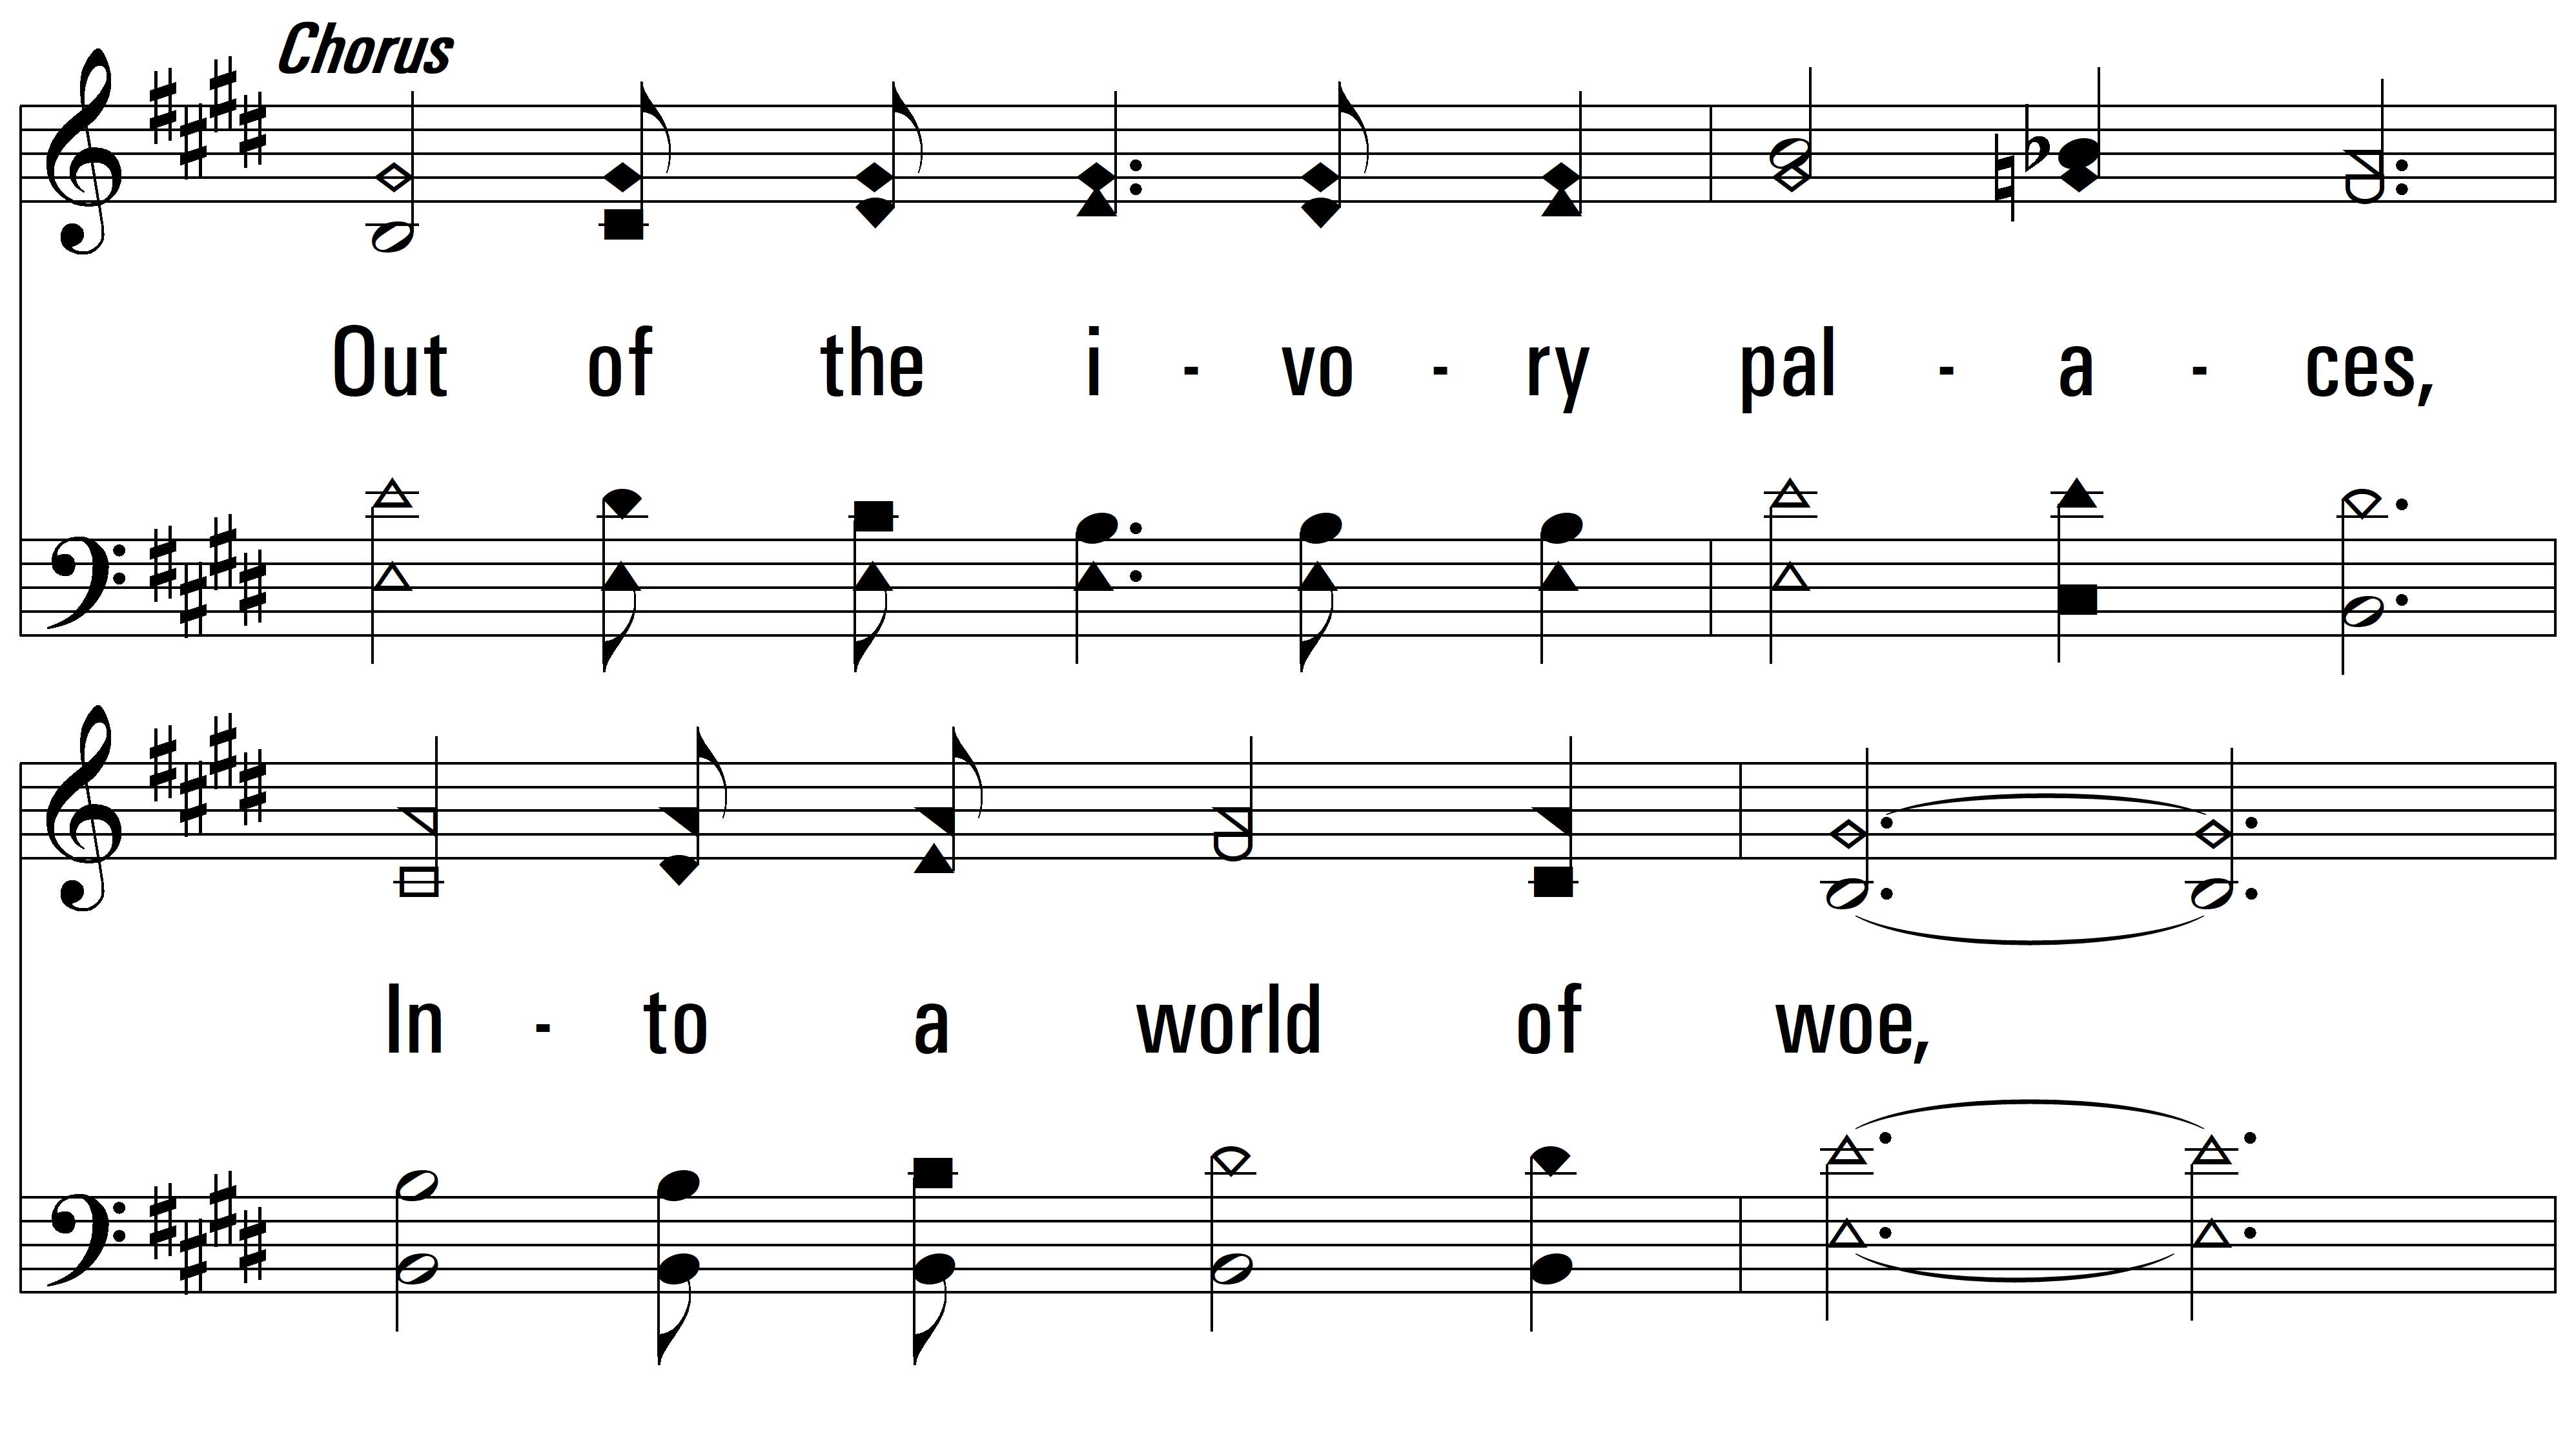 Chorus
Out of the i - vo - ry pal - a - ces,
In - to a world of woe,